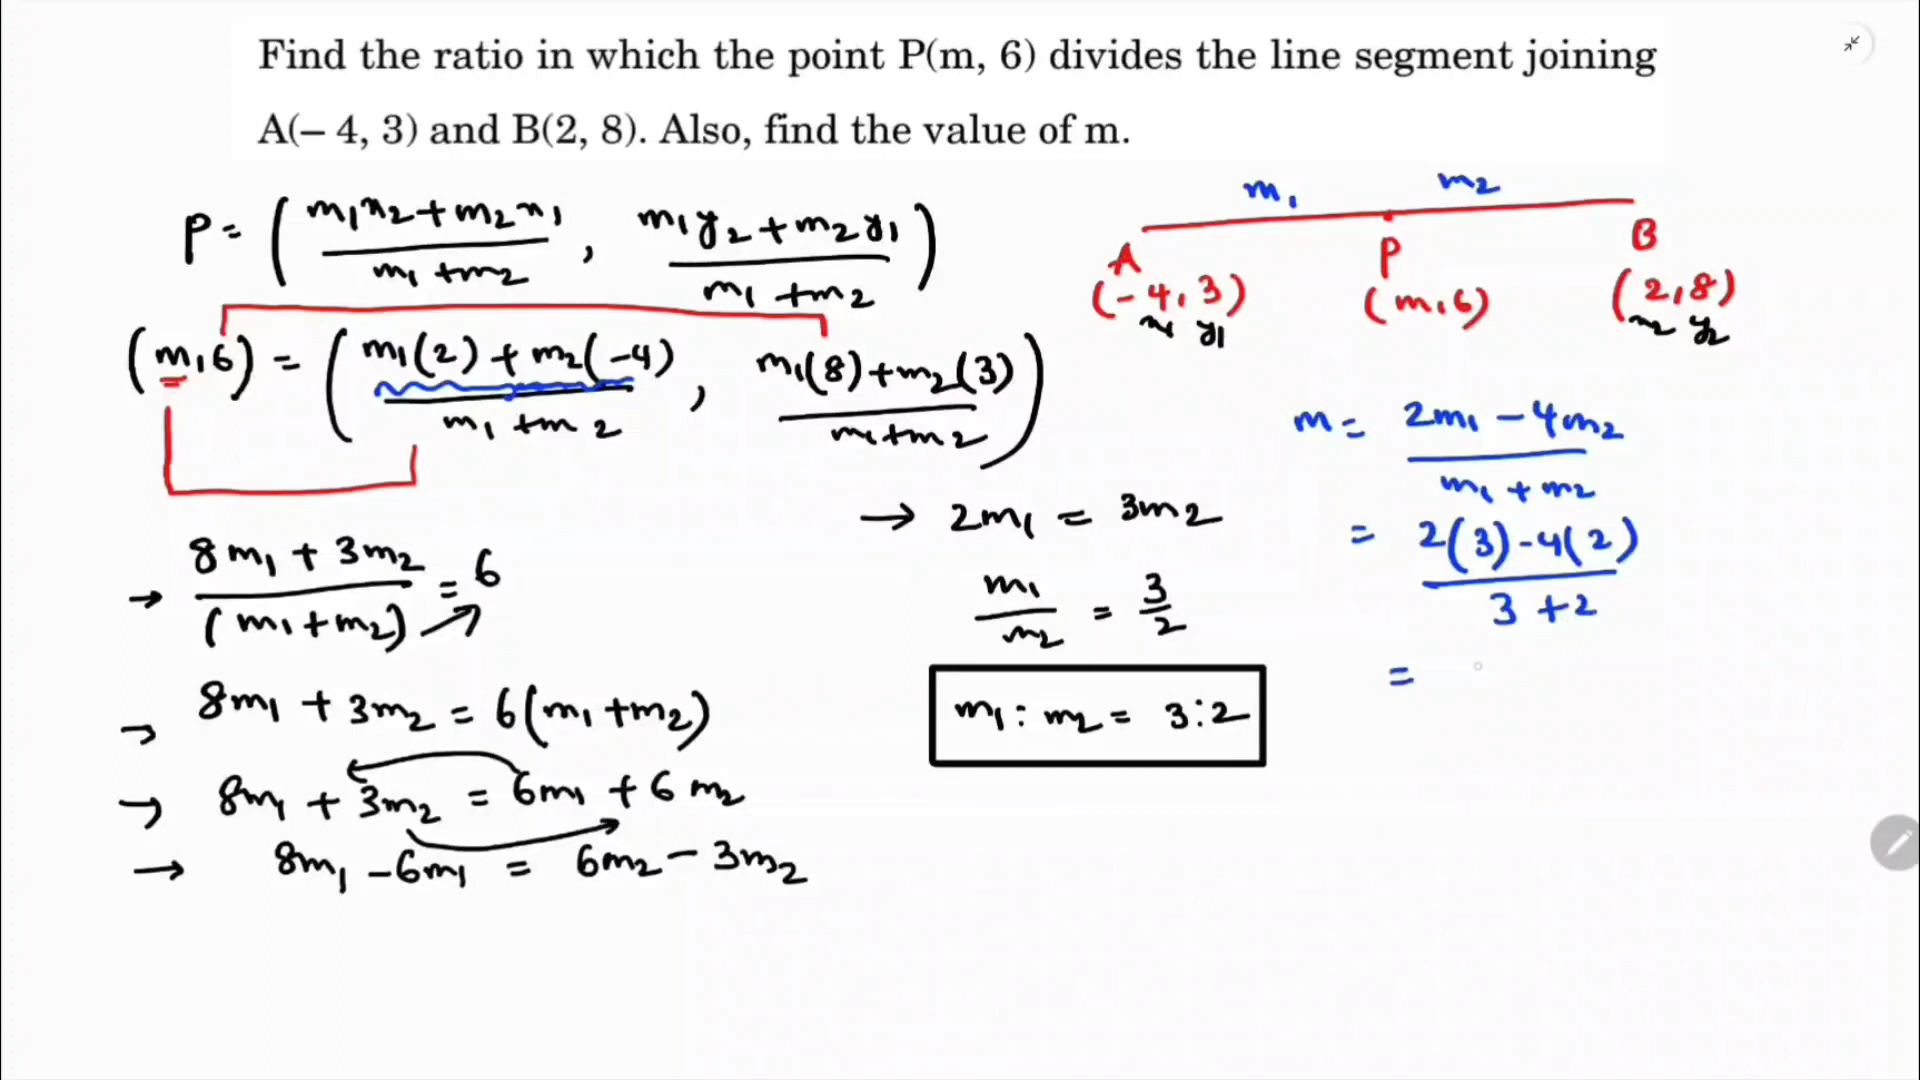 Find the ratio in which the point P(m, 6) divides the line segment joining
A(– 4, 3) and B(2, 8). Also, find the value of m.
P = ( (m₁x₂ + m₂x₁)/(m₁ + m₂) , (m₁y₂ + m₂y₁)/(m₁ + m₂) )
(m, 6) = ( (m₁(2) + m₂(-4))/(m₁ + m₂) , (m₁(8) + m₂(3))/(m₁ + m₂) )
→ (8m₁ + 3m₂)/(m₁ + m₂) = 6
→ 8m₁ + 3m₂ = 6(m₁ + m₂)
→ 8m₁ + 3m₂ = 6m₁ + 6m₂
→ 8m₁ - 6m₁ = 6m₂ - 3m₂
→ 2m₁ = 3m₂
m₁/m₂ = 3/2
m₁ : m₂ = 3:2
m₁ m₂
A P B
(-4, 3) (m, 6) (2, 8)
x₁ y₁ x₂ y₂
m = (2m₁ - 4m₂)/(m₁ + m₂)
= (2(3) - 4(2))/(3 + 2)
=